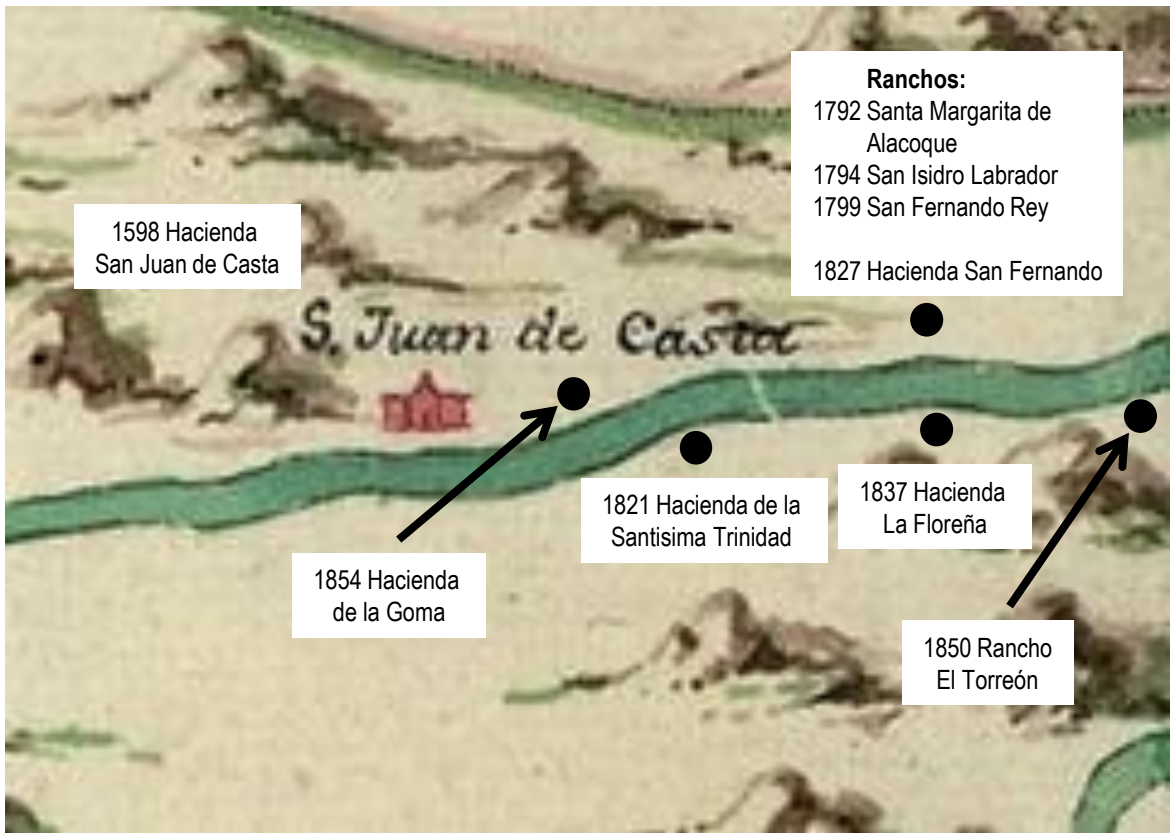 Ranchos:
1792 Santa Margarita de
Alacoque
1794 San Isidro Labrador
1799 San Fernando Rey
1827 Hacienda San Fernando
1598 Hacienda
San Juan de Casta
S. Juan de Casta
1821 Hacienda de la
Santisima Trinidad
1837 Hacienda
La Floreña
1854 Hacienda
de la Goma
1850 Rancho
El Torreón